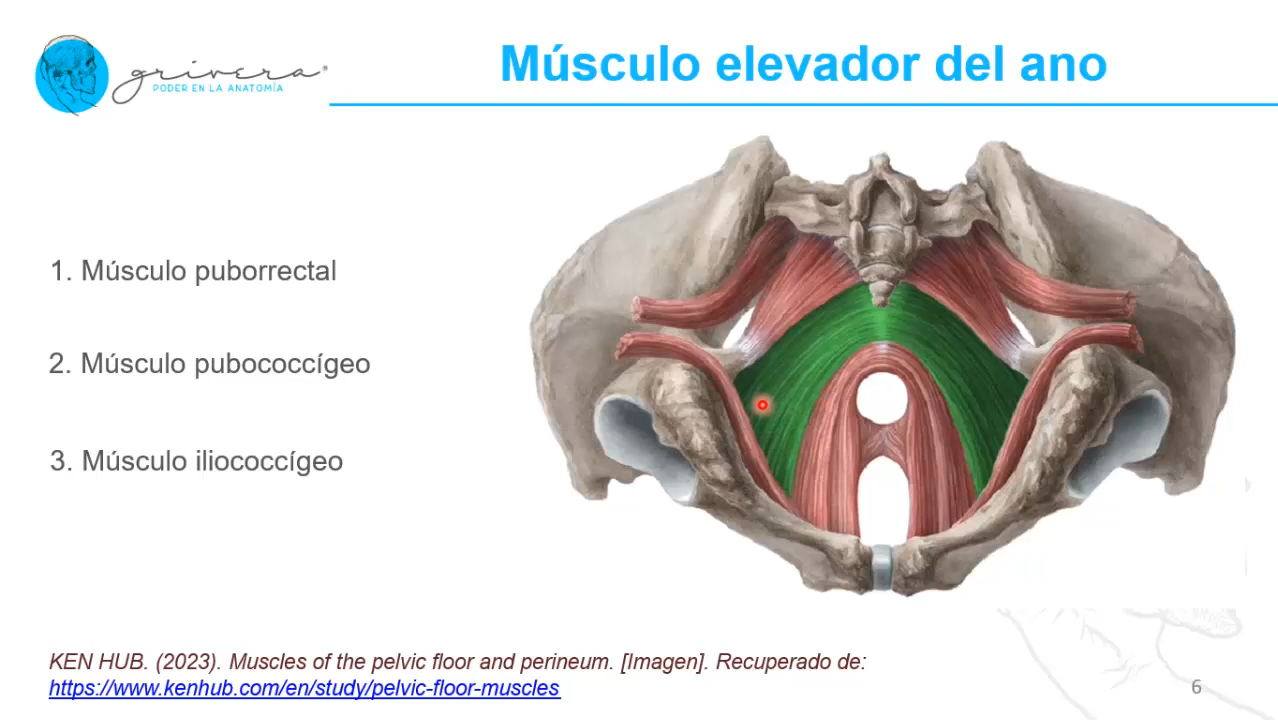 grivera®
PODER EN LA ANATOMÍA
Músculo elevador del ano
1. Músculo puborrectal
2. Músculo pubococcígeo
3. Músculo iliococcígeo
KEN HUB. (2023). Muscles of the pelvic floor and perineum. [Imagen]. Recuperado de:
https://www.kenhub.com/en/study/pelvic-floor-muscles
6